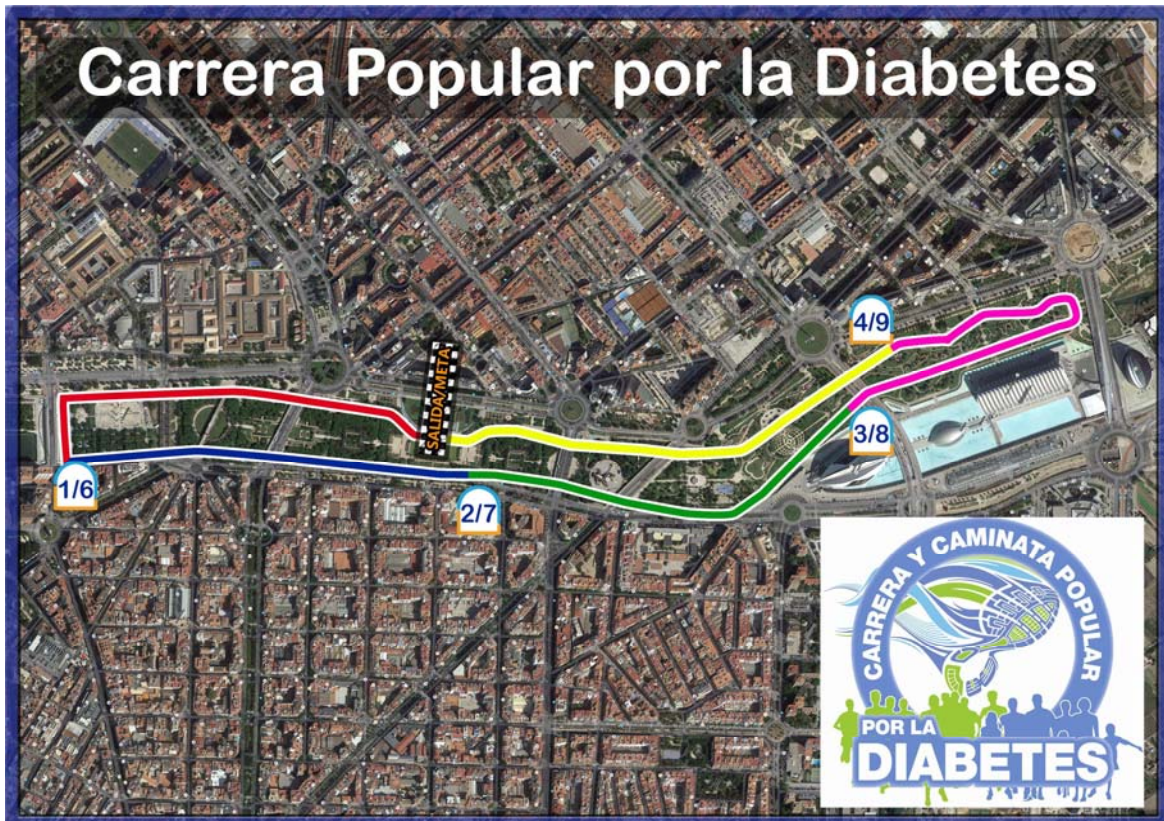 Carrera Popular por la Diabetes
4/9
SALIDA/META
3/8
1/6
2/7
CARRERA Y CAMINATA POPULAR
POR LA
DIABETES